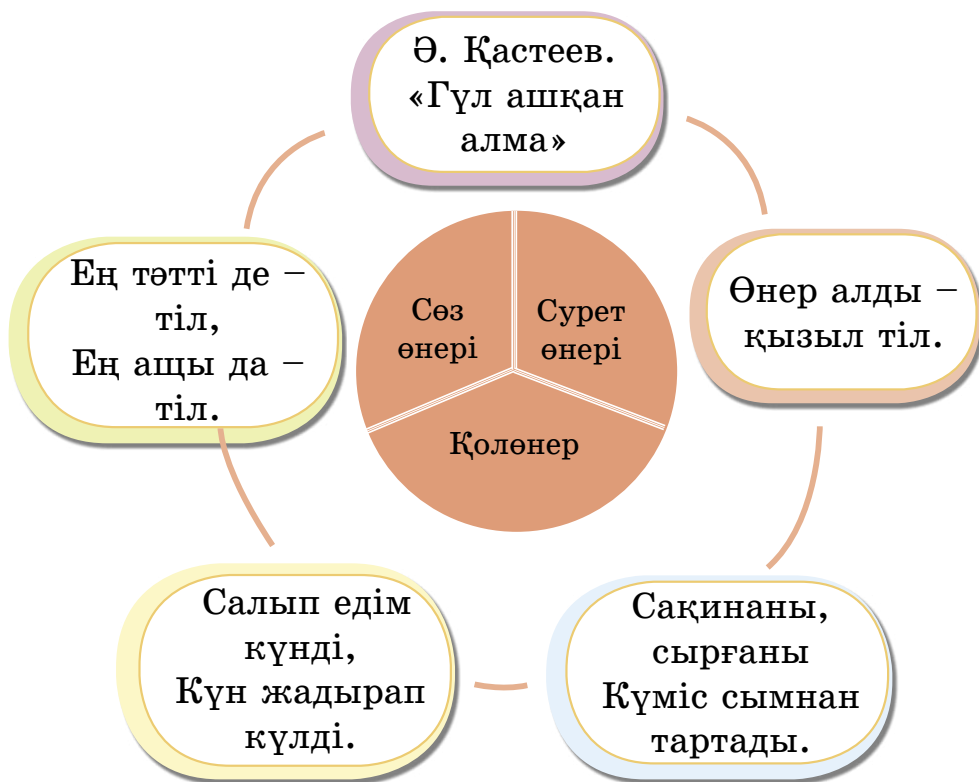 Ә. Қастеев.
«Гүл ашқан
алма»
Ең тәтті де –
тіл,
Ең ащы да –
тіл.
Сөз
өнері
Сурет
өнері
Қолөнер
Өнер алды –
қызыл тіл.
Салып едім
күнді,
Күн жадырап
күлді.
Сақинаны,
сырғаны
Күміс сымнан
тартады.